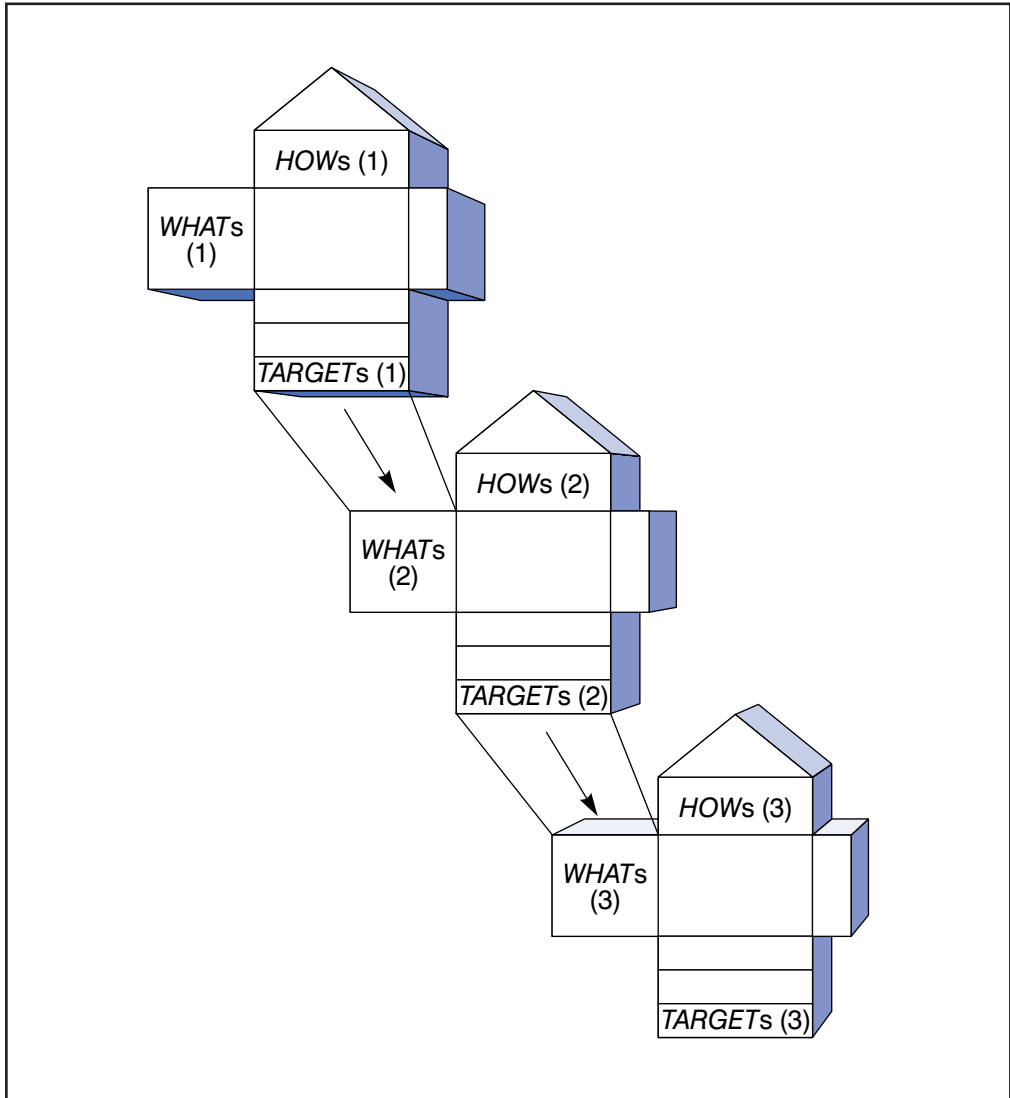 HOWs (1)
WHATs
(1)
TARGETs (1)
HOWs (2)
WHATs
(2)
TARGETs (2)
HOWs (3)
WHATs
(3)
TARGETs (3)